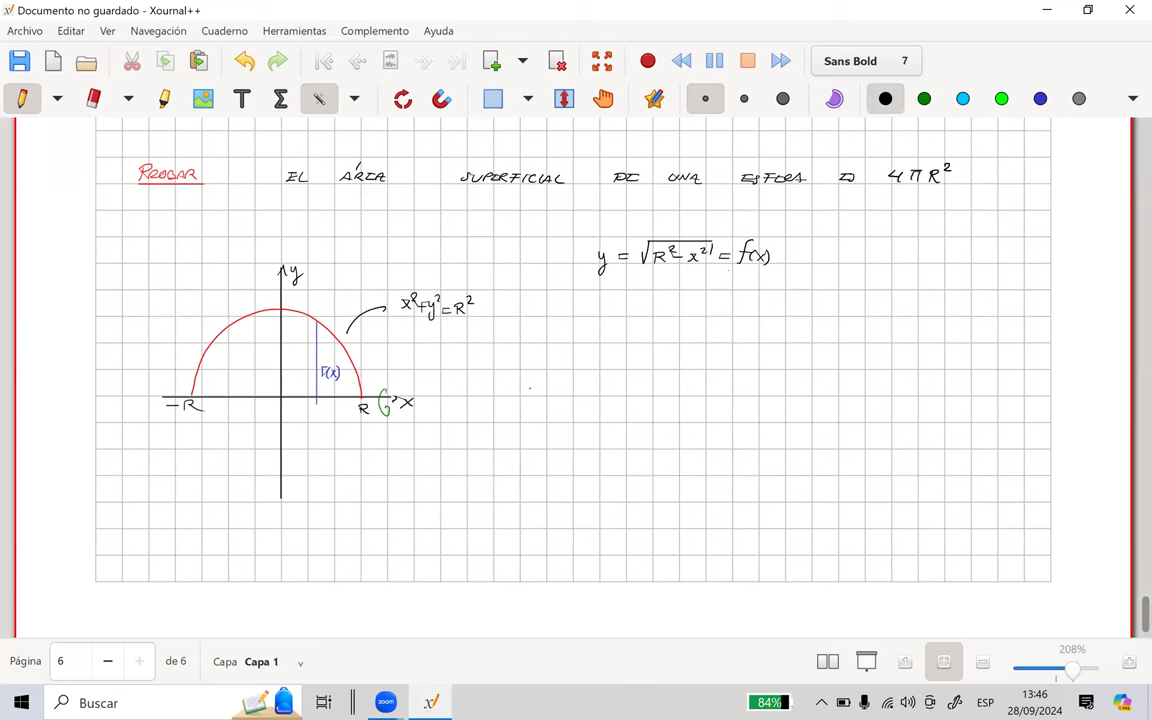 Documento no guardado - Xournal++
Archivo Editar Ver Navegación Cuaderno Herramientas Complemento Ayuda
Sans Bold 7
PROBAR EL ÁREA SUPERFICIAL DE UNA ESFERA ES 4πR²
y = √(R² - x²) = f(x)
y
x²+y²=R²
f(x)
-R R x
Página 6 de 6 Capa Capa 1 208%
Buscar zoom 84% ESP 13:46
28/09/2024